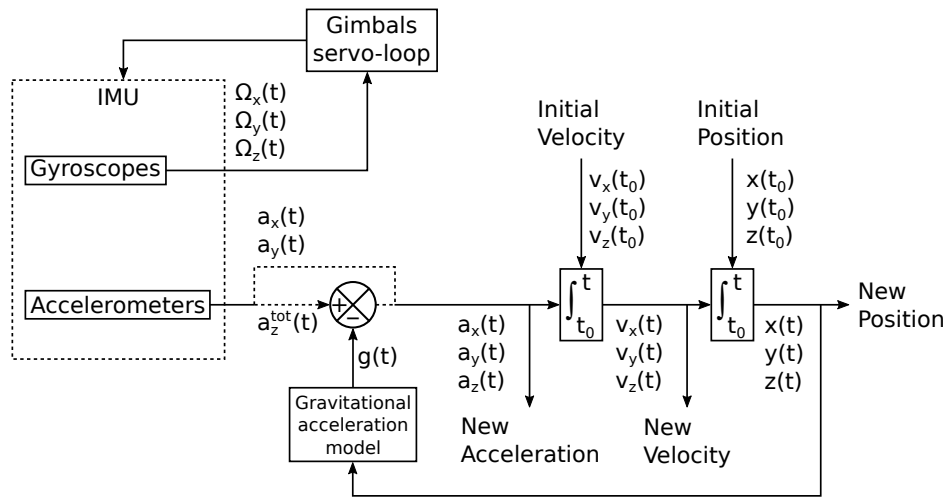 Gimbals
servo-loop
IMU
Ωx(t)
Ωy(t)
Ωz(t)
Gyroscopes
Initial
Velocity
Initial
Position
vx(t0)
vy(t0)
vz(t0)
x(t0)
y(t0)
z(t0)
ax(t)
ay(t)
Accelerometers
+
−
az^tot(t)
∫ t t0
∫ t t0
New
Position
ax(t)
ay(t)
az(t)
vx(t)
vy(t)
vz(t)
x(t)
y(t)
z(t)
g(t)
Gravitational
acceleration
model
New
Acceleration
New
Velocity